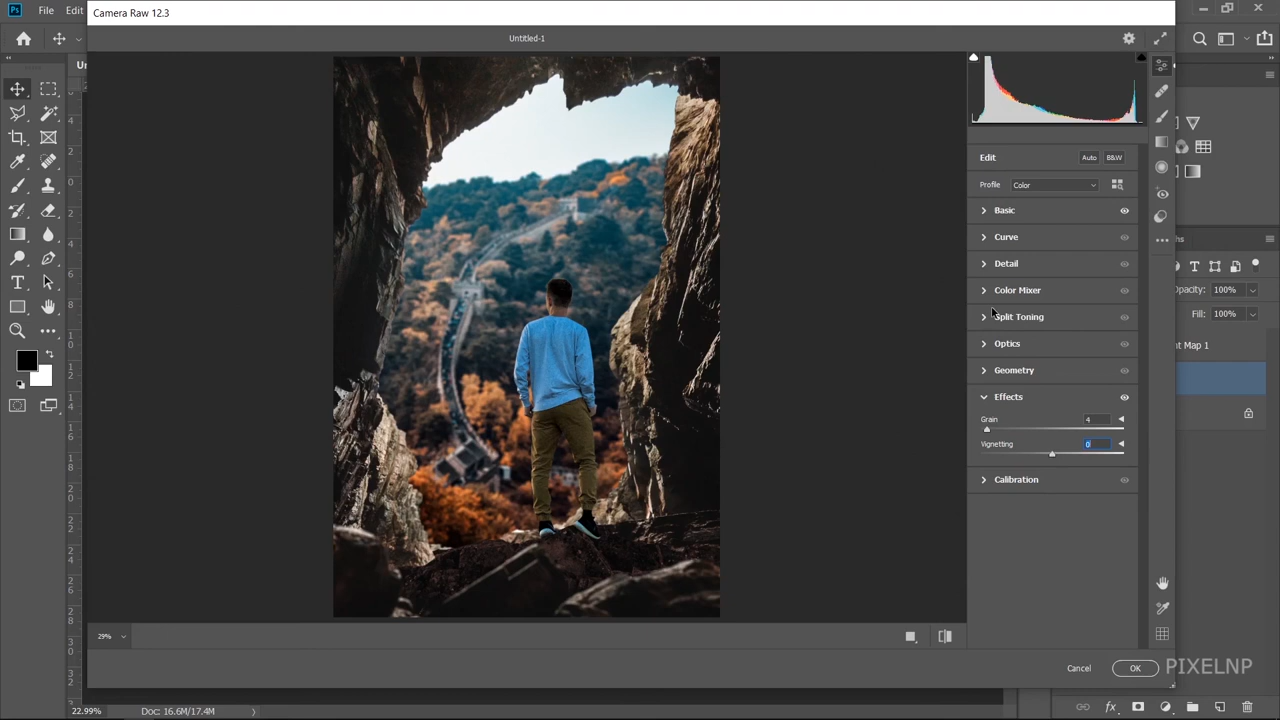 Ps File Edit
Camera Raw 12.3
Untitled-1
Edit
Auto
B&W
Profile
Color
Basic
Curve
Detail
Color Mixer
Split Toning
Optics
Geometry
Effects
Grain
4
Vignetting
0
Calibration
Opacity: 100%
Fill: 100%
nt Map 1
29%
Cancel
OK
PIXELNP
22.99%
Doc: 16.6M/17.4M